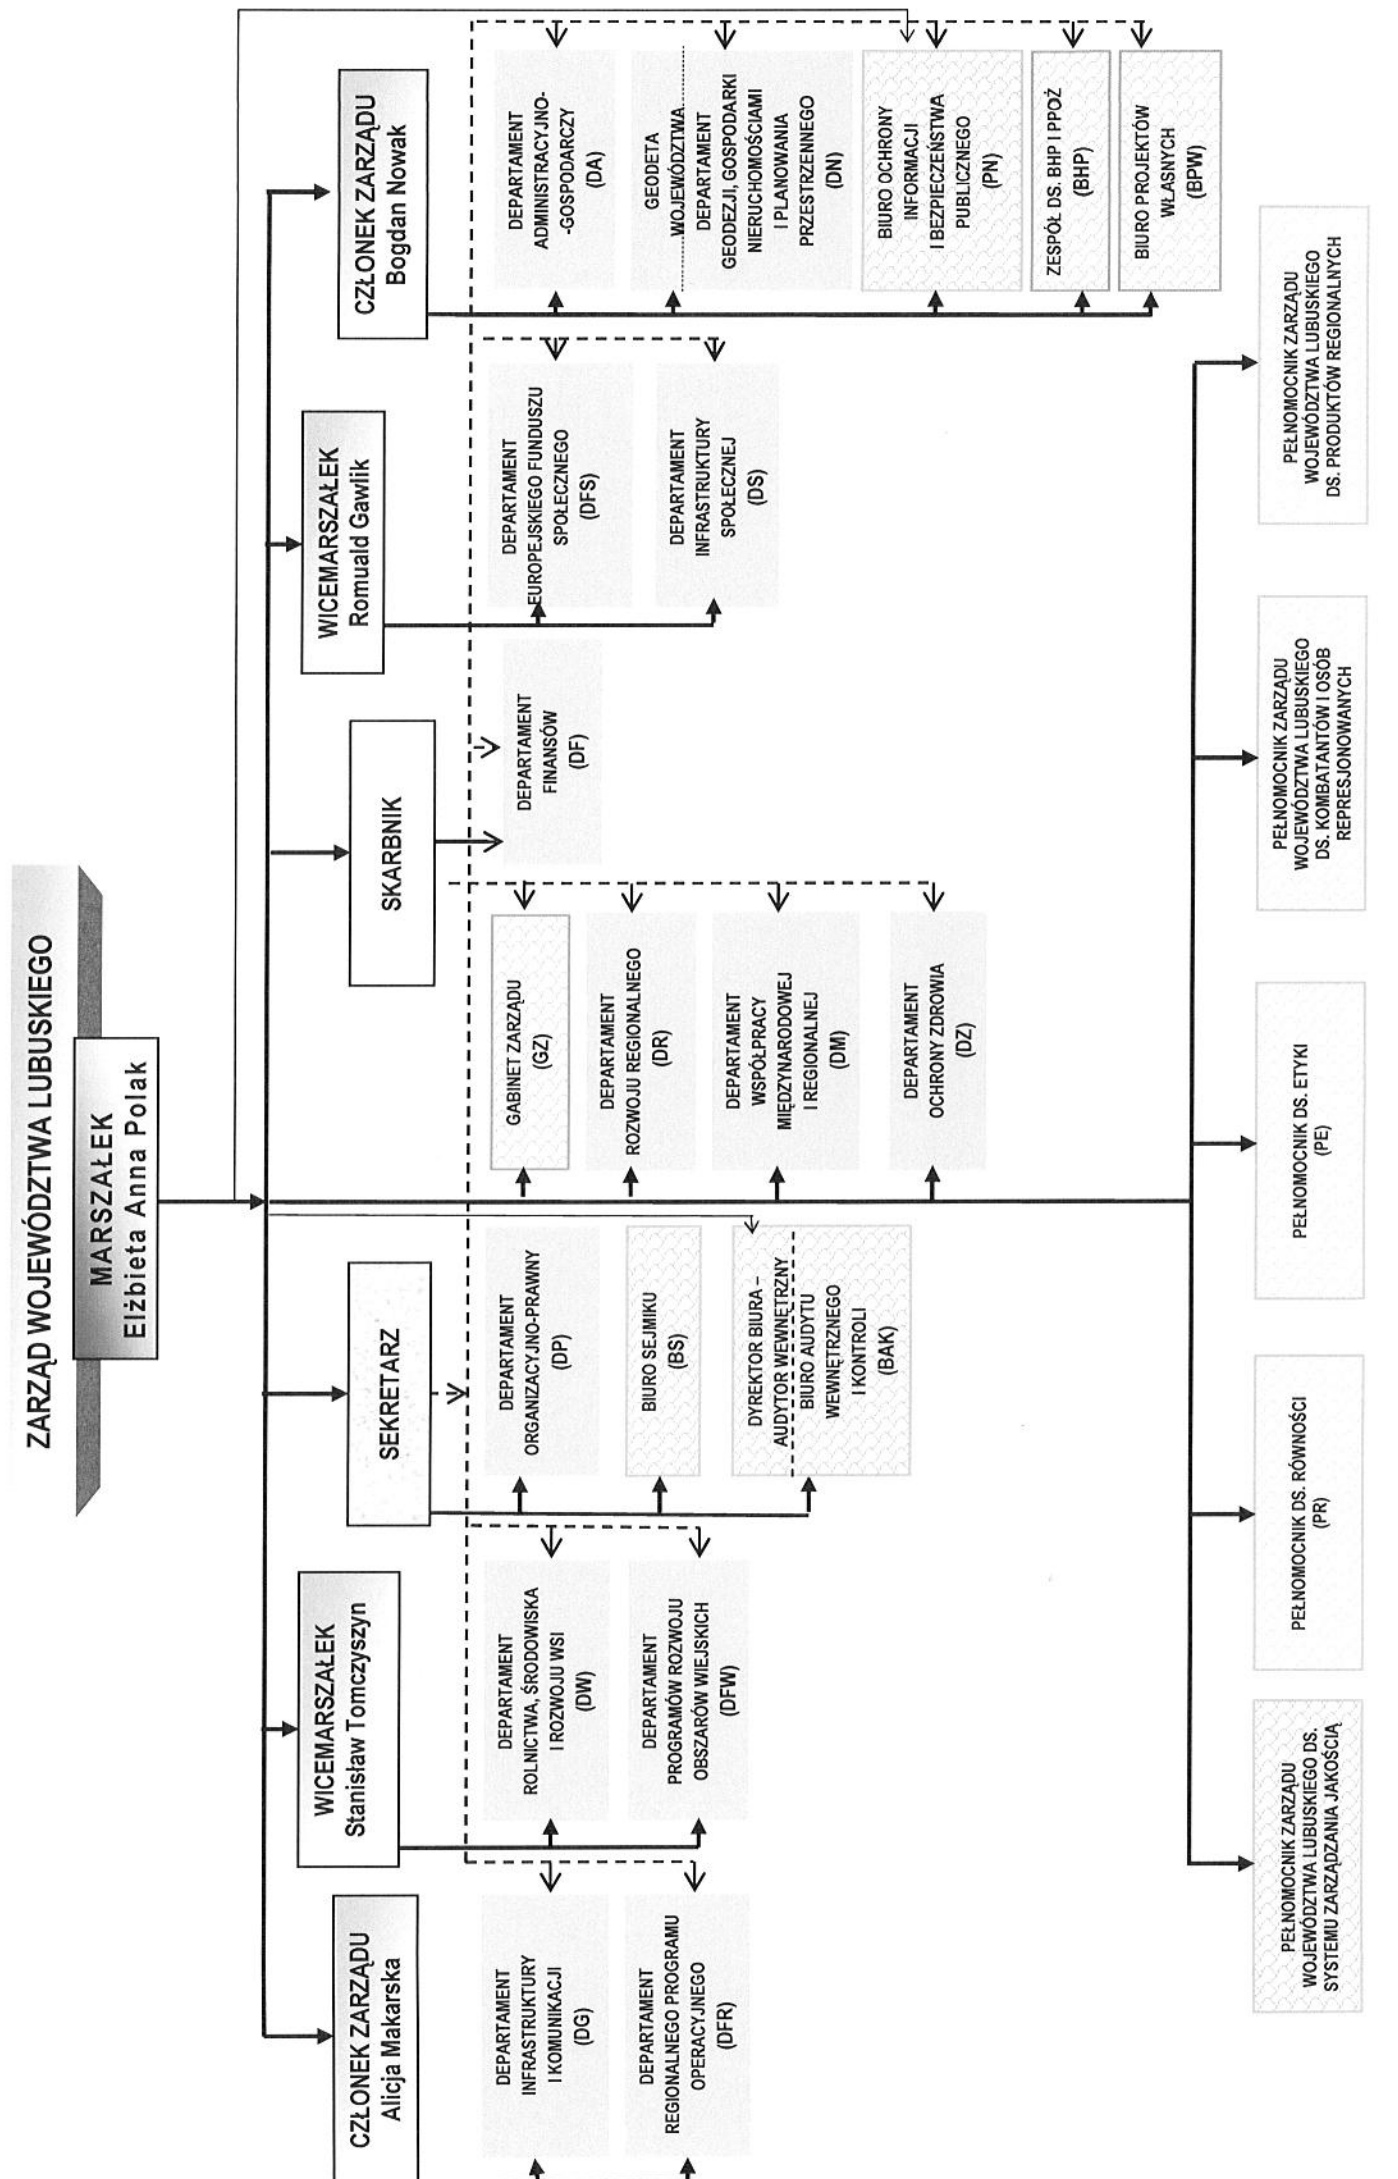 ZARZĄD WOJEWÓDZTWA LUBUSKIEGO
MARSZAŁEK
Elżbieta Anna Polak
CZŁONEK ZARZĄDU
Alicja Makarska
WICEMARSZAŁEK
Stanisław Tomczyszyn
SEKRETARZ
SKARBNIK
WICEMARSZAŁEK
Romuald Gawlik
CZŁONEK ZARZĄDU
Bogdan Nowak
DEPARTAMENT
INFRASTRUKTURY
I KOMUNIKACJI
(DG)
DEPARTAMENT
REGIONALNEGO PROGRAMU
OPERACYJNEGO
(DFR)
DEPARTAMENT
ROLNICTWA, ŚRODOWISKA
I ROZWOJU WSI
(DW)
DEPARTAMENT
PROGRAMÓW ROZWOJU
OBSZARÓW WIEJSKICH
(DFW)
DEPARTAMENT
ORGANIZACYJNO-PRAWNY
(DP)
BIURO SEJMIKU
(BS)
DYREKTOR BIURA –
AUDYTOR WEWNĘTRZNY
BIURO AUDYTU
WEWNĘTRZNEGO
I KONTROLI
(BAK)
GABINET ZARZĄDU
(GZ)
DEPARTAMENT
ROZWOJU REGIONALNEGO
(DR)
DEPARTAMENT
WSPÓŁPRACY
MIĘDZYNARODOWEJ
I REGIONALNEJ
(DM)
DEPARTAMENT
OCHRONY ZDROWIA
(DZ)
DEPARTAMENT
FINANSÓW
(DF)
DEPARTAMENT
EUROPEJSKIEGO FUNDUSZU
SPOŁECZNEGO
(DFS)
DEPARTAMENT
INFRASTRUKTURY
SPOŁECZNEJ
(DS)
DEPARTAMENT
ADMINISTRACYJNO-
-GOSPODARCZY
(DA)
GEODETA
WOJEWÓDZTWA
DEPARTAMENT
GEODEZJI, GOSPODARKI
NIERUCHOMOŚCIAMI
I PLANOWANIA
PRZESTRZENNEGO
(DN)
BIURO OCHRONY
INFORMACJI
I BEZPIECZEŃSTWA
PUBLICZNEGO
(PN)
ZESPÓŁ DS. BHP I PPOŻ
(BHP)
BIURO PROJEKTÓW
WŁASNYCH
(BPW)
PEŁNOMOCNIK ZARZĄDU
WOJEWÓDZTWA LUBUSKIEGO DS.
SYSTEMU ZARZĄDZANIA JAKOŚCIĄ
PEŁNOMOCNIK DS. RÓWNOŚCI
(PR)
PEŁNOMOCNIK DS. ETYKI
(PE)
PEŁNOMOCNIK ZARZĄDU
WOJEWÓDZTWA LUBUSKIEGO
DS. KOMBATANTÓW I OSÓB
REPRESJONOWANYCH
PEŁNOMOCNIK ZARZĄDU
WOJEWÓDZTWA LUBUSKIEGO
DS. PRODUKTÓW REGIONALNYCH